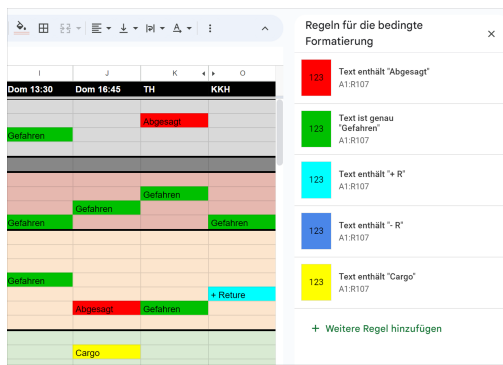 Regeln für die bedingte
Formatierung
I J K O
Dom 13:30 Dom 16:45 TH KKH
Abgesagt
Gefahren
Gefahren
Gefahren
Gefahren Gefahren
Gefahren
+ Reture
Abgesagt Gefahren
Cargo
123 Text enthält "Abgesagt"
A1:R107
123 Text ist genau
"Gefahren"
A1:R107
123 Text enthält "+ R"
A1:R107
123 Text enthält "- R"
A1:R107
123 Text enthält "Cargo"
A1:R107
+ Weitere Regel hinzufügen